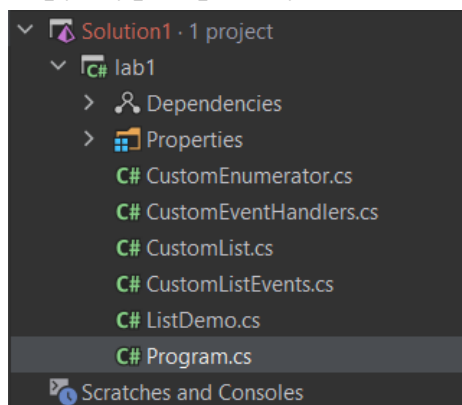 Solution1 · 1 project
C# lab1
Dependencies
Properties
C# CustomEnumerator.cs
C# CustomEventHandlers.cs
C# CustomList.cs
C# CustomListEvents.cs
C# ListDemo.cs
C# Program.cs
Scratches and Consoles